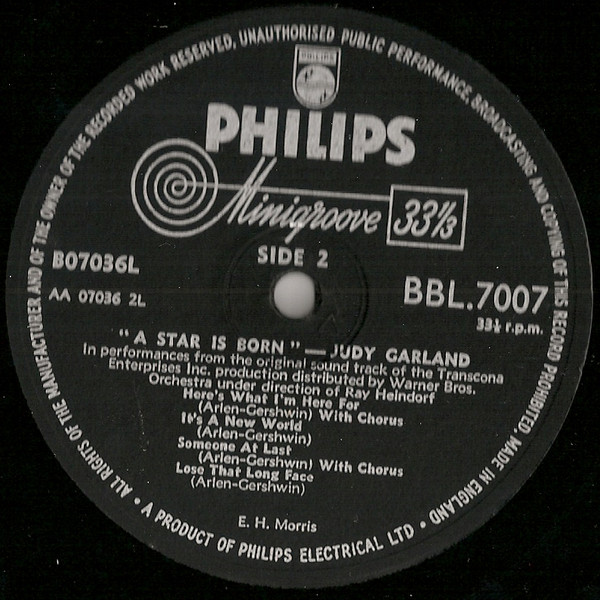 ALL RIGHTS OF THE MANUFACTURER AND OF THE OWNER OF THE RECORDED WORK RESERVED, UNAUTHORISED PUBLIC PERFORMANCE, BROADCASTING AND COPYING OF THIS RECORD PROHIBITED, MADE IN ENGLAND •
PHILIPS
PHILIPS
Minigroove 33⅓
SIDE 2
BO7036L
AA 07036 2L
BBL.7007
33⅓ r.p.m.
"A STAR IS BORN" — JUDY GARLAND
In performances from the original sound track of the Transcona
Enterprises Inc. production distributed by Warner Bros.
Orchestra under direction of Ray Heindorf
Here's What I'm Here For
(Arlen-Gershwin) With Chorus
It's A New World
(Arlen-Gershwin)
Someone At Last
(Arlen-Gershwin) With Chorus
Lose That Long Face
(Arlen-Gershwin)
E. H. Morris
• A PRODUCT OF PHILIPS ELECTRICAL LTD •